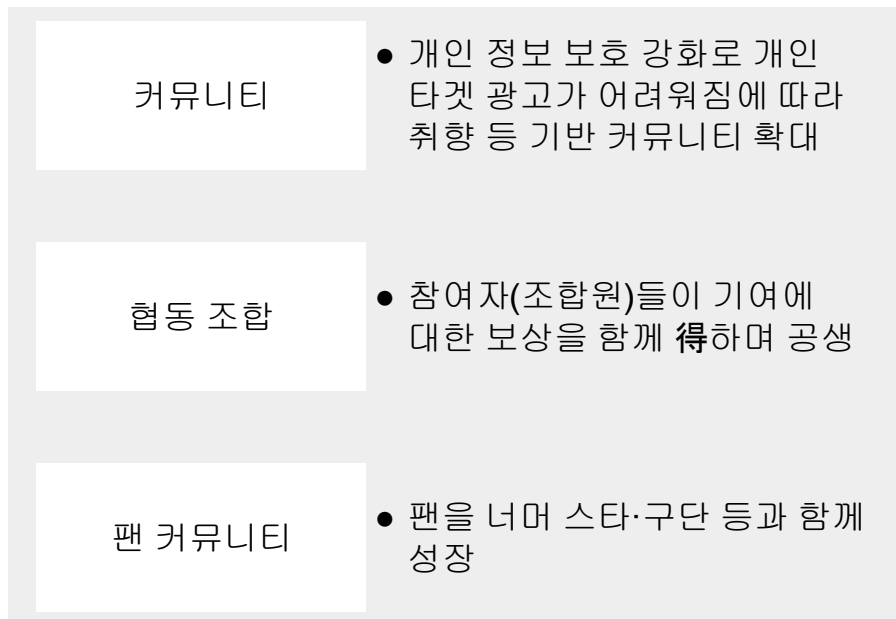 커뮤니티
● 개인 정보 보호 강화로 개인
타겟 광고가 어려워짐에 따라
취향 등 기반 커뮤니티 확대
협동 조합
● 참여자(조합원)들이 기여에
대한 보상을 함께 得하며 공생
팬 커뮤니티
● 팬을 너머 스타·구단 등과 함께
성장